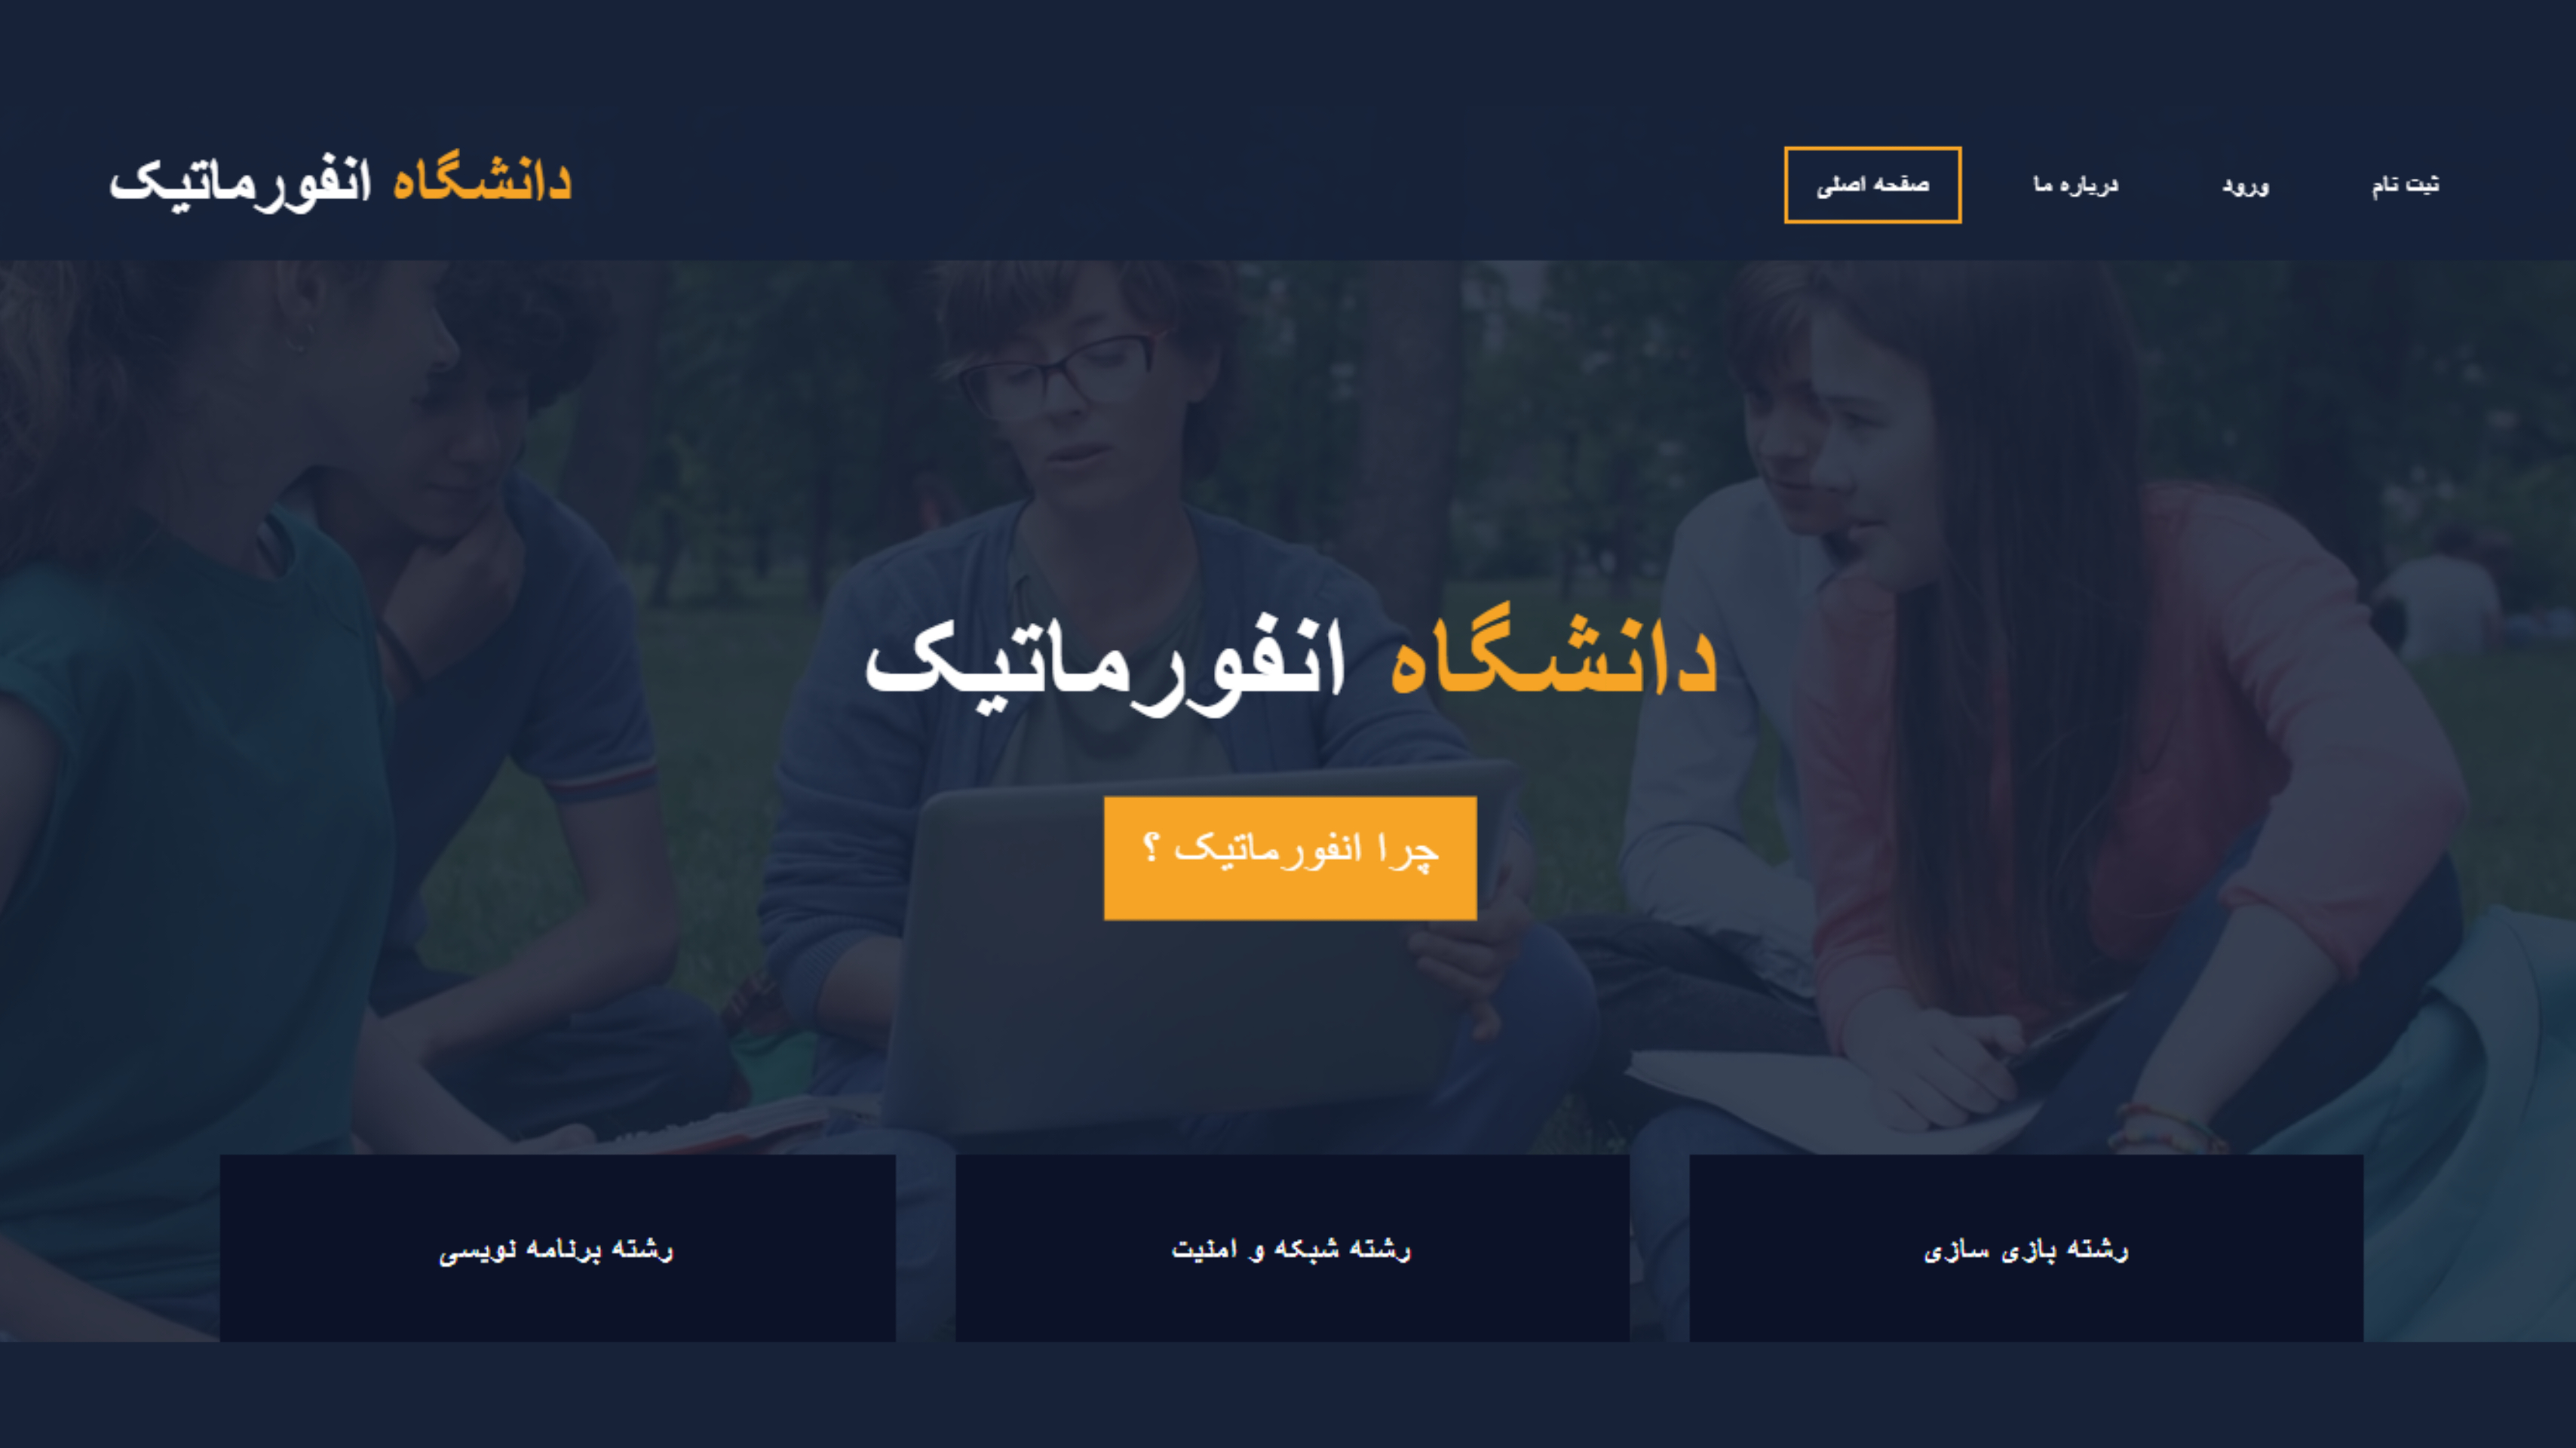 دانشگاه انفورماتیک
صفحه اصلی
درباره ما
ورود
ثبت نام
دانشگاه انفورماتیک
چرا انفورماتیک ؟
رشته بازی سازی
رشته شبکه و امنیت
رشته برنامه نویسی